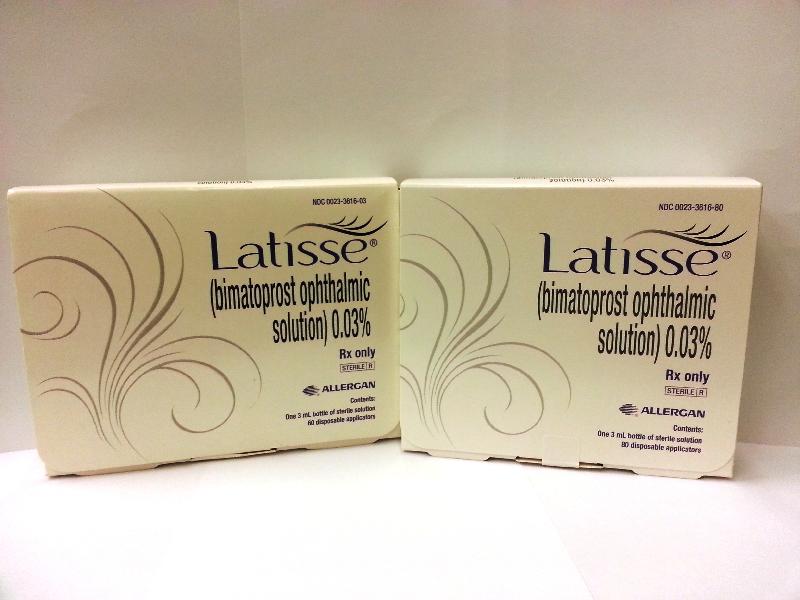 NDC 0023-3616-03
Latisse®
(bimatoprost ophthalmic
solution) 0.03%
Rx only
STERILE R
ALLERGAN
Contents:
One 3 mL bottle of sterile solution
60 disposable applicators
NDC 0023-3616-80
Latisse®
(bimatoprost ophthalmic
solution) 0.03%
Rx only
STERILE R
ALLERGAN
Contents:
One 3 mL bottle of sterile solution
80 disposable applicators